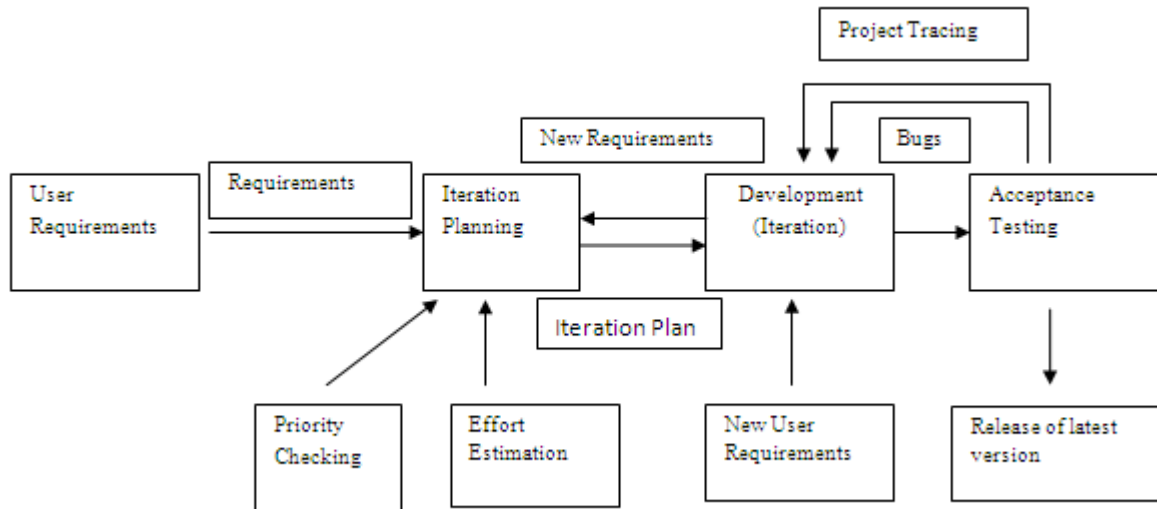 Project Tracing
New Requirements
Bugs
User
Requirements
Requirements
Iteration
Planning
Development
(Iteration)
Acceptance
Testing
Iteration Plan
Priority
Checking
Effort
Estimation
New User
Requirements
Release of latest
version